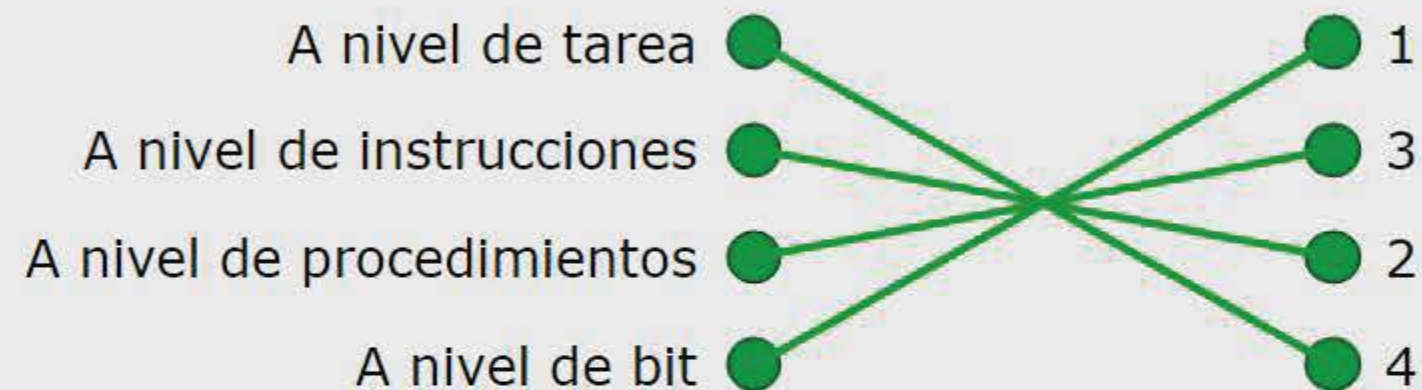 A nivel de tarea 1
A nivel de instrucciones 3
A nivel de procedimientos 2
A nivel de bit 4